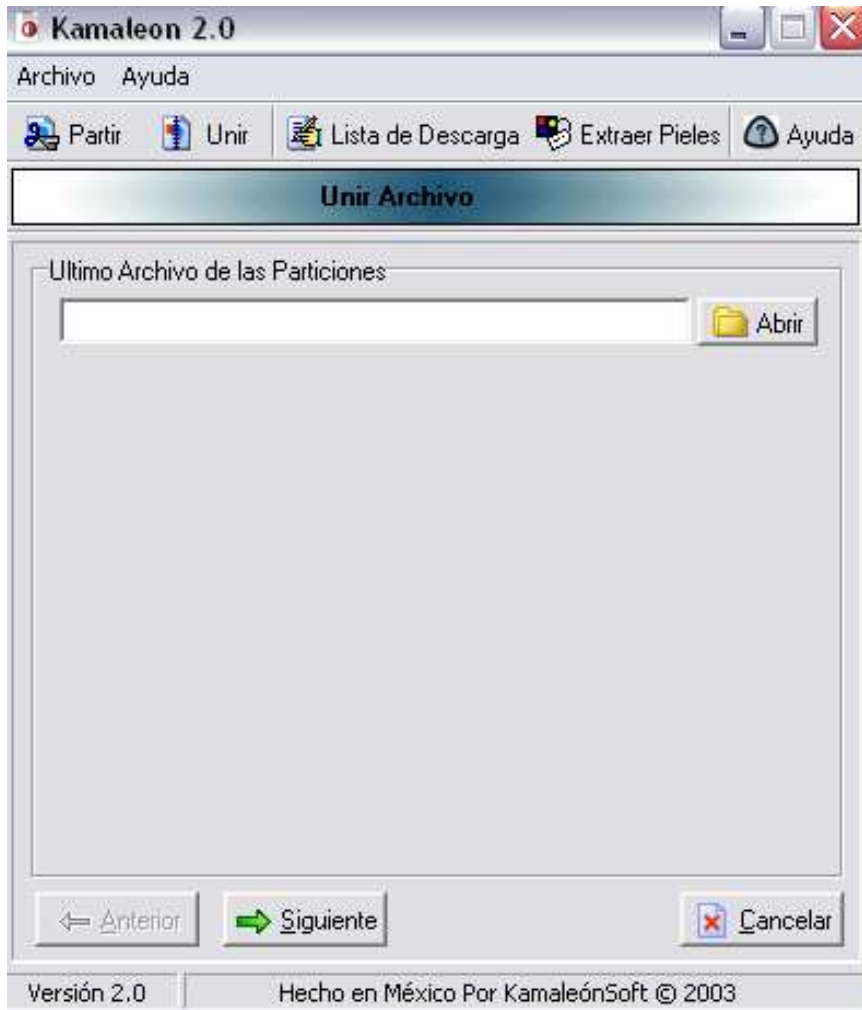 Kamaleon 2.0
Archivo Ayuda
Partir Unir Lista de Descarga Extraer Pieles Ayuda
Unir Archivo
Ultimo Archivo de las Particiones
Abrir
Anterior Siguiente Cancelar
Versión 2.0 Hecho en México Por KamaleónSoft © 2003